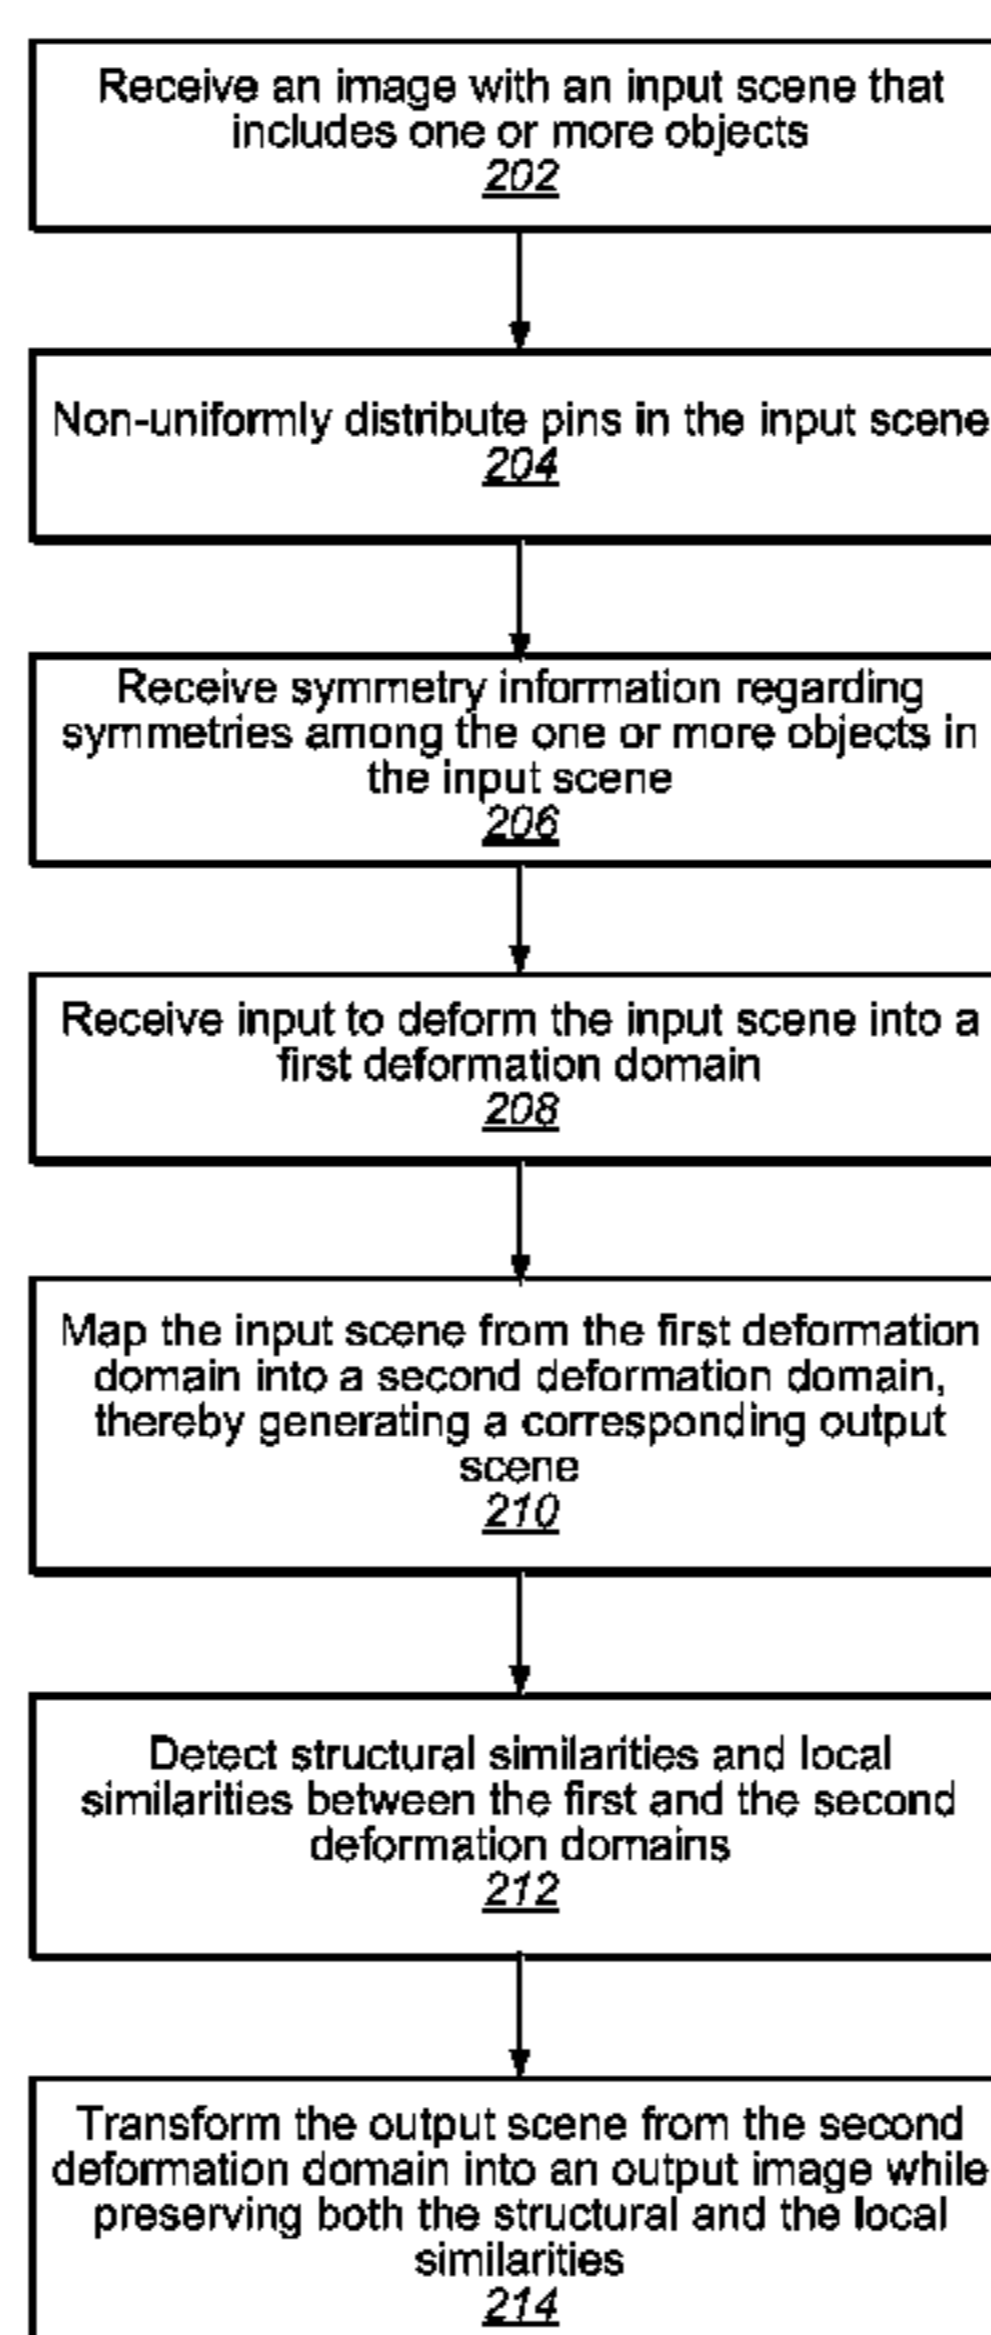 Receive an image with an input scene that
includes one or more objects
202
Non-uniformly distribute pins in the input scene
204
Receive symmetry information regarding
symmetries among the one or more objects in
the input scene
206
Receive input to deform the input scene into a
first deformation domain
208
Map the input scene from the first deformation
domain into a second deformation domain,
thereby generating a corresponding output
scene
210
Detect structural similarities and local
similarities between the first and the second
deformation domains
212
Transform the output scene from the second
deformation domain into an output image while
preserving both the structural and the local
similarities
214